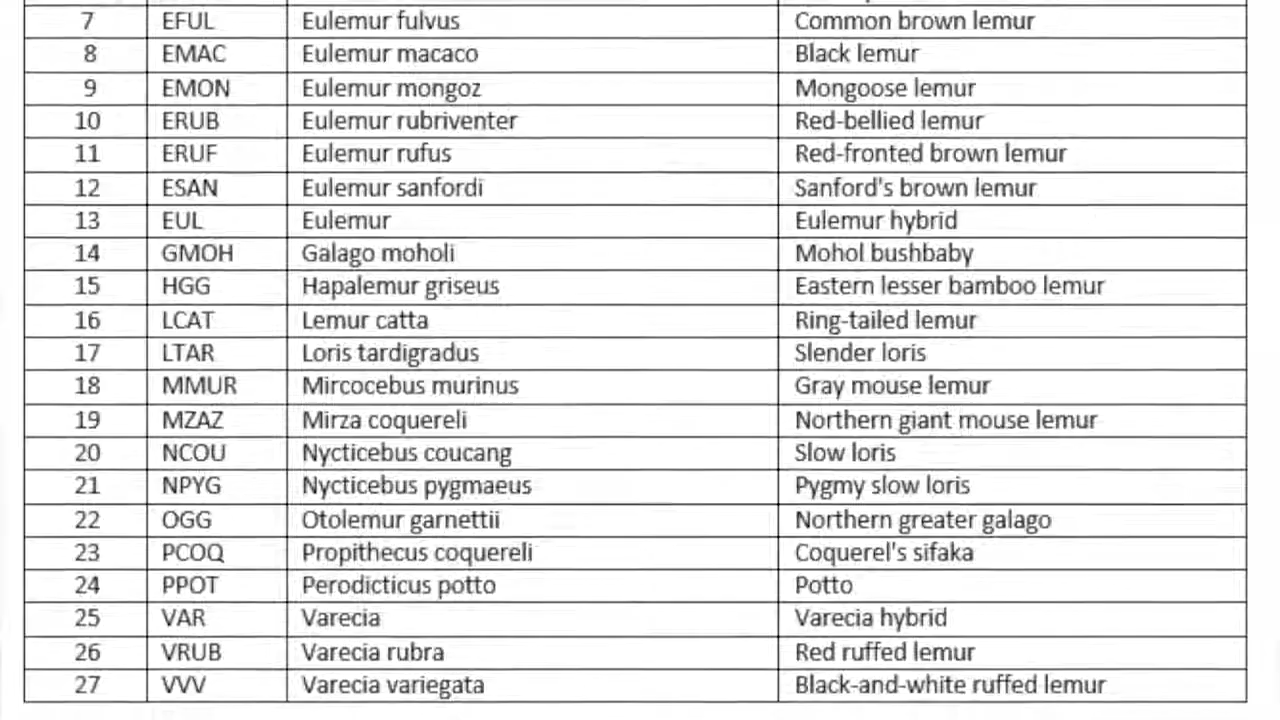 7 EFUL Eulemur fulvus Common brown lemur
8 EMAC Eulemur macaco Black lemur
9 EMON Eulemur mongoz Mongoose lemur
10 ERUB Eulemur rubriventer Red-bellied lemur
11 ERUF Eulemur rufus Red-fronted brown lemur
12 ESAN Eulemur sanfordi Sanford's brown lemur
13 EUL Eulemur Eulemur hybrid
14 GMOH Galago moholi Mohol bushbaby
15 HGG Hapalemur griseus Eastern lesser bamboo lemur
16 LCAT Lemur catta Ring-tailed lemur
17 LTAR Loris tardigradus Slender loris
18 MMUR Mircocebus murinus Gray mouse lemur
19 MZAZ Mirza coquereli Northern giant mouse lemur
20 NCOU Nycticebus coucang Slow loris
21 NPYG Nycticebus pygmaeus Pygmy slow loris
22 OGG Otolemur garnettii Northern greater galago
23 PCOQ Propithecus coquereli Coquerel's sifaka
24 PPOT Perodicticus potto Potto
25 VAR Varecia Varecia hybrid
26 VRUB Varecia rubra Red ruffed lemur
27 VVV Varecia variegata Black-and-white ruffed lemur